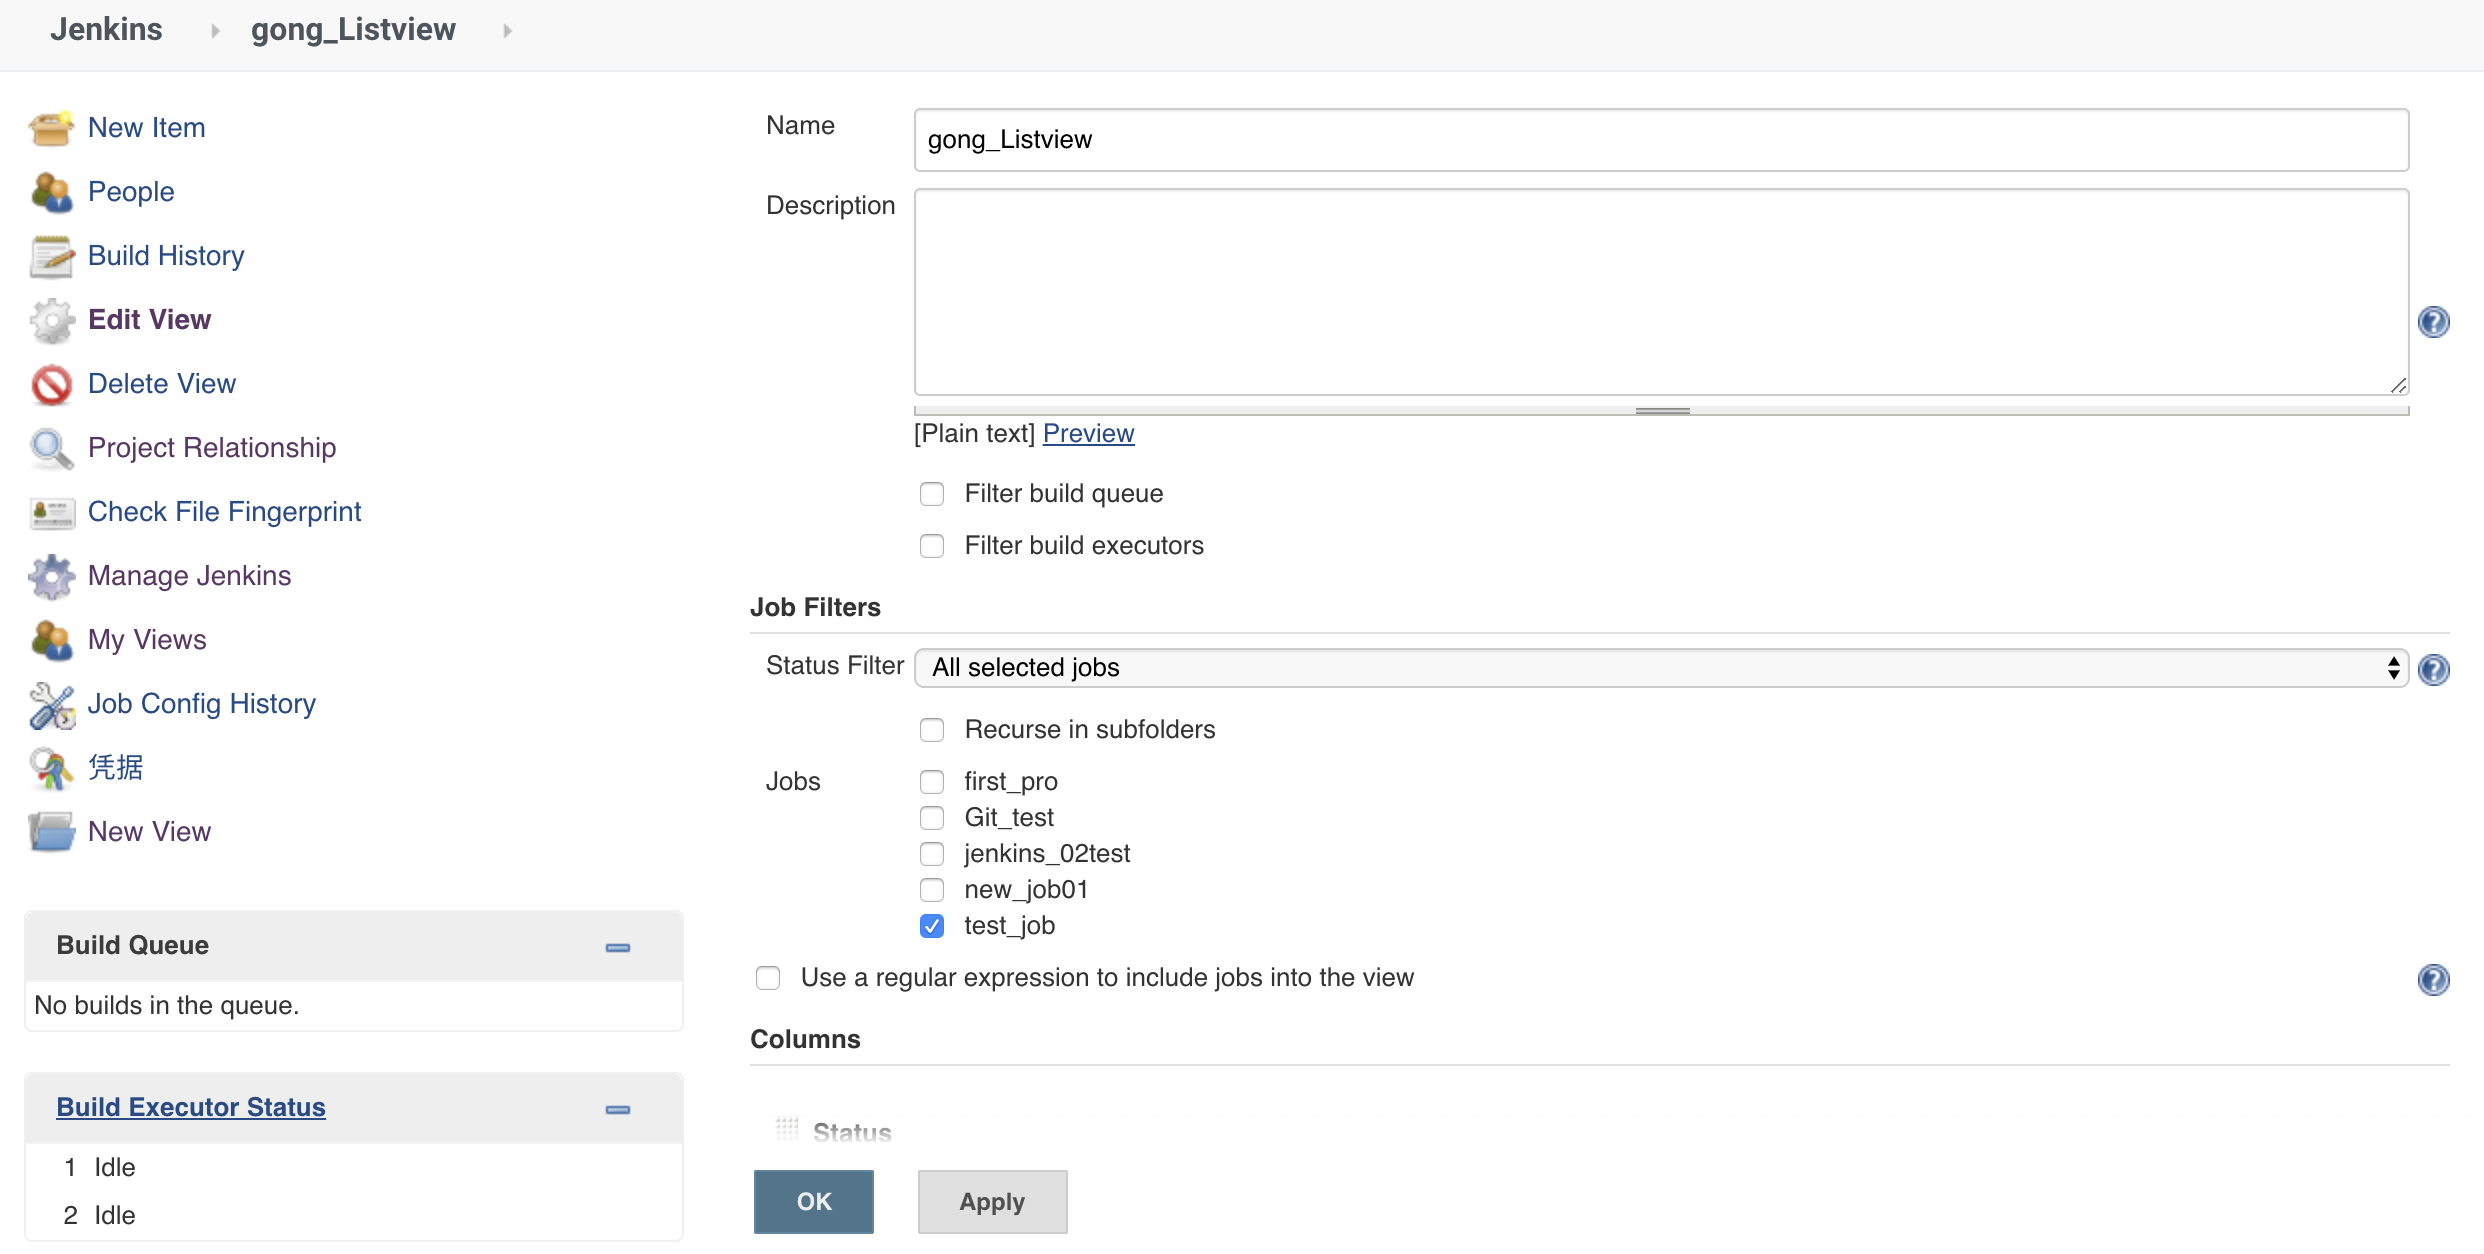 Jenkins gong_Listview
New Item
People
Build History
Edit View
Delete View
Project Relationship
Check File Fingerprint
Manage Jenkins
My Views
Job Config History
凭据
New View
Build Queue
No builds in the queue.
Build Executor Status
1 Idle
2 Idle
Name gong_Listview
Description
[Plain text] Preview
Filter build queue
Filter build executors
Job Filters
Status Filter All selected jobs
Recurse in subfolders
Jobs first_pro
Git_test
jenkins_02test
new_job01
test_job
Use a regular expression to include jobs into the view
Columns
Status
OK Apply